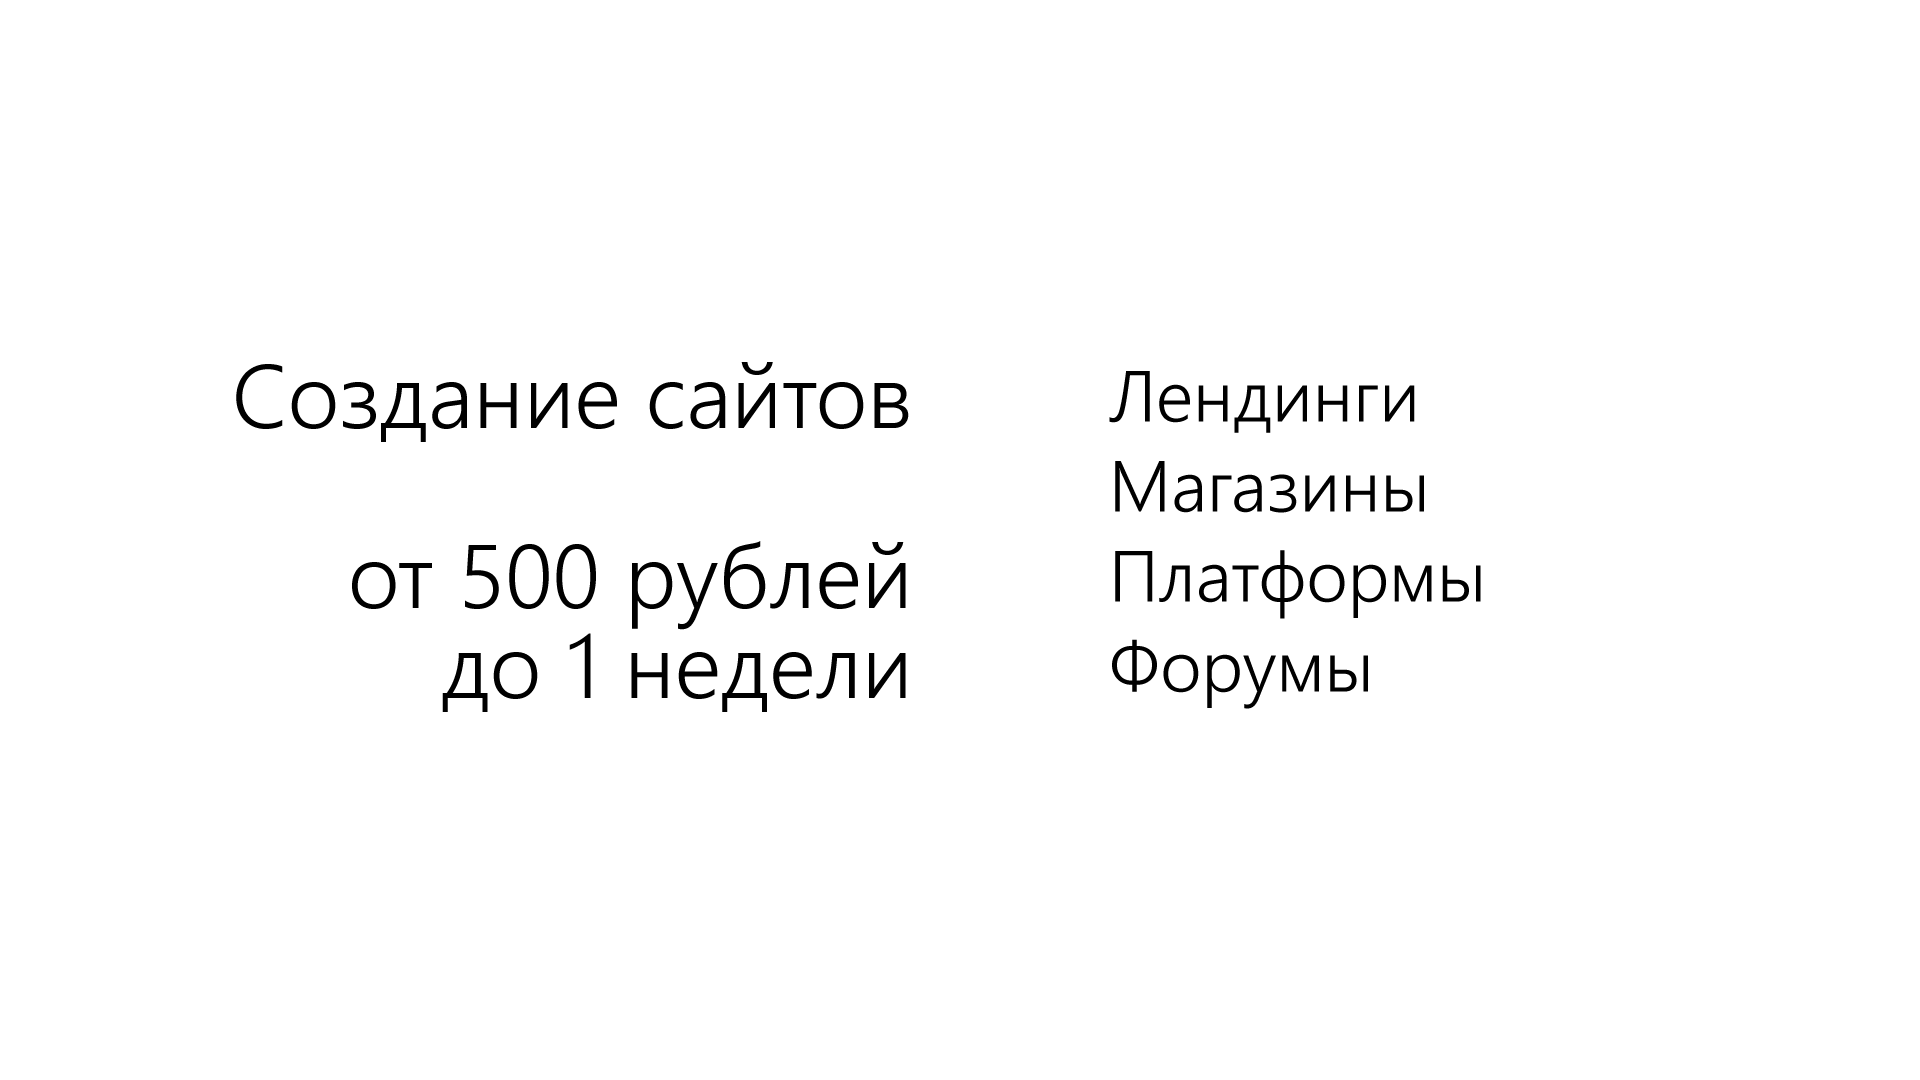 Создание сайтов
от 500 рублей
до 1 недели
Лендинги
Магазины
Платформы
Форумы